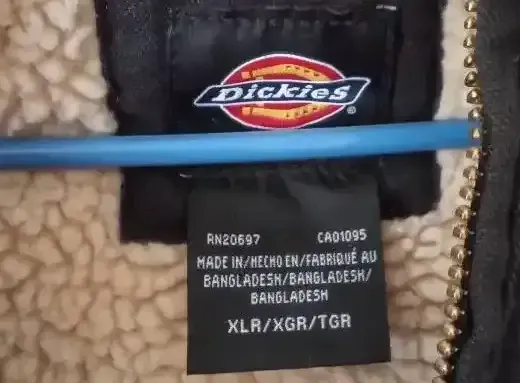 Dickies®
RN20697 CA01095
MADE IN/HECHO EN/FABRIQUÉ AU
BANGLADESH/BANGLADESH/
BANGLADESH
XLR/XGR/TGR